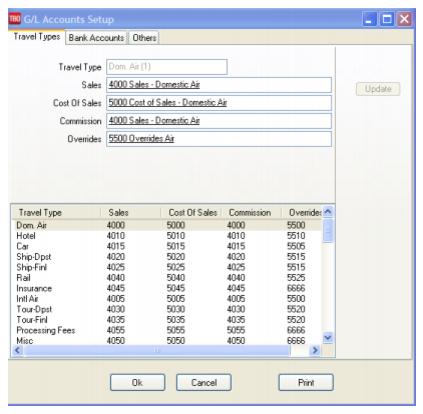 TBO G/L Accounts Setup
Travel Types Bank Accounts Others
Travel Type Dom. Air (1)
Sales 4000 Sales - Domestic Air
Update
Cost Of Sales 5000 Cost of Sales - Domestic Air
Commission 4000 Sales - Domestic Air
Overrides 5500 Overrides Air
Travel Type Sales Cost Of Sales Commission Overrides
Dom. Air 4000 5000 4000 5500
Hotel 4010 5010 4010 5510
Car 4015 5015 4015 5505
Ship-Dpst 4020 5020 4020 5515
Ship-Finl 4025 5025 4025 5515
Rail 4040 5040 4040 5525
Insurance 4045 5045 4045 6666
Intl Air 4005 5005 4005 5500
Tour-Dpst 4030 5030 4030 5520
Tour-Finl 4035 5035 4035 5520
Processing Fees 4055 5055 5055 6666
Misc 4050 5050 4050 6666
Ok Cancel Print